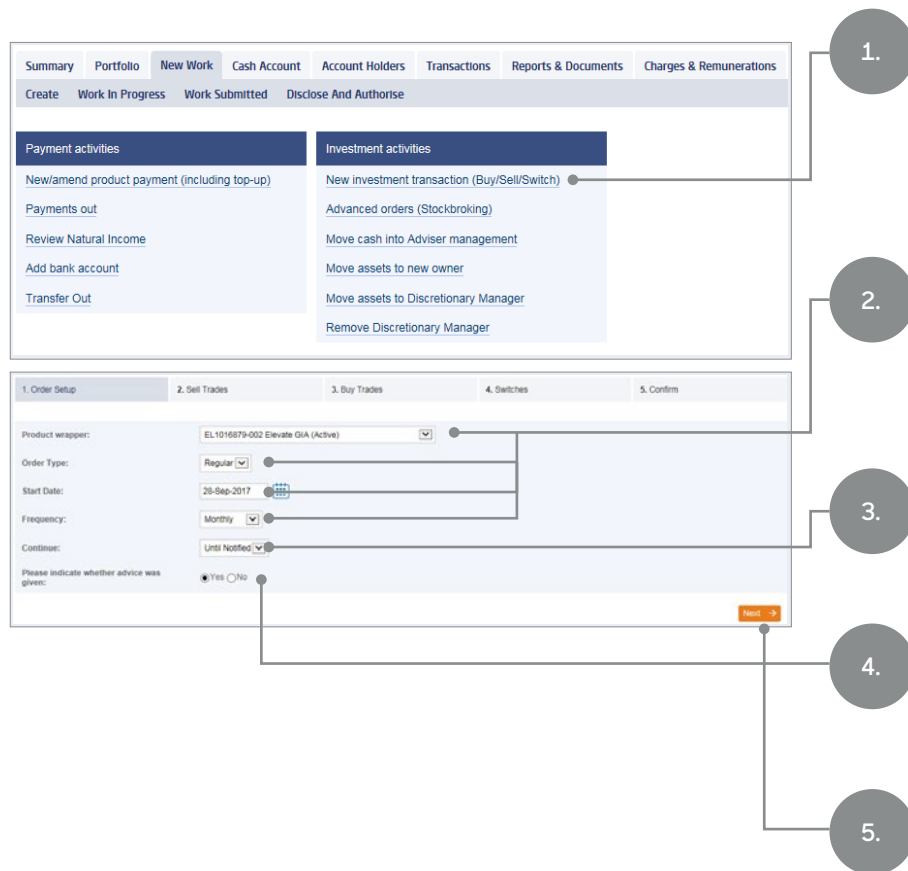 1.
Summary Portfolio New Work Cash Account Account Holders Transactions Reports & Documents Charges & Remunerations
Create Work In Progress Work Submitted Disclose And Authorise
Payment activities
New/amend product payment (including top-up)
Payments out
Review Natural Income
Add bank account
Transfer Out
Investment activities
New investment transaction (Buy/Sell/Switch)
Advanced orders (Stockbroking)
Move cash into Adviser management
Move assets to new owner
Move assets to Discretionary Manager
Remove Discretionary Manager
2.
1. Order Setup 2. Sell Trades 3. Buy Trades 4. Switches 5. Confirm
Product wrapper: EL1016879-002 Elevate GIA (Active)
Order Type: Regular
Start Date: 28-Sep-2017
Frequency: Monthly
3.
Continue: Until Notified
Please indicate whether advice was
given: Yes No
Next
4.
5.